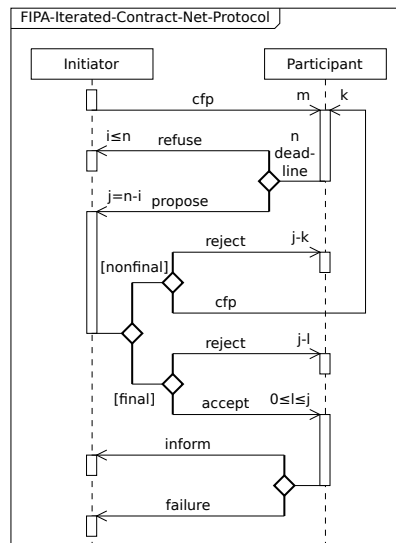 FIPA-Iterated-Contract-Net-Protocol
Initiator
Participant
cfp
m
k
i≤n
refuse
n
dead-
line
j=n-i
propose
reject
j-k
[nonfinal]
cfp
reject
j-l
[final]
accept
0≤l≤j
inform
failure